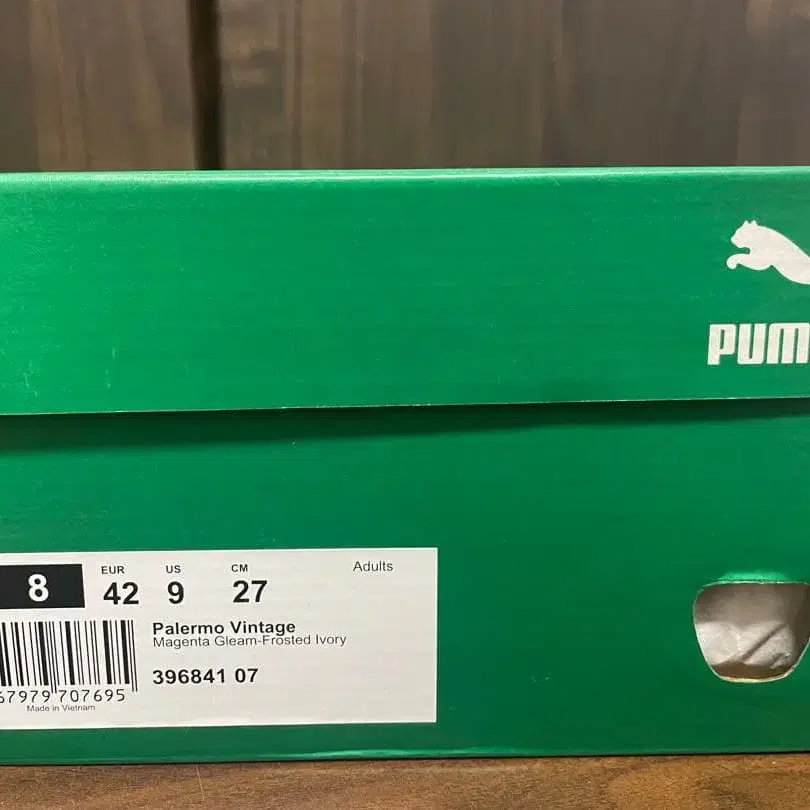 PUM
EUR US CM Adults
8 42 9 27
Palermo Vintage
Magenta Gleam-Frosted Ivory
396841 07
67979 707695
Made in Vietnam